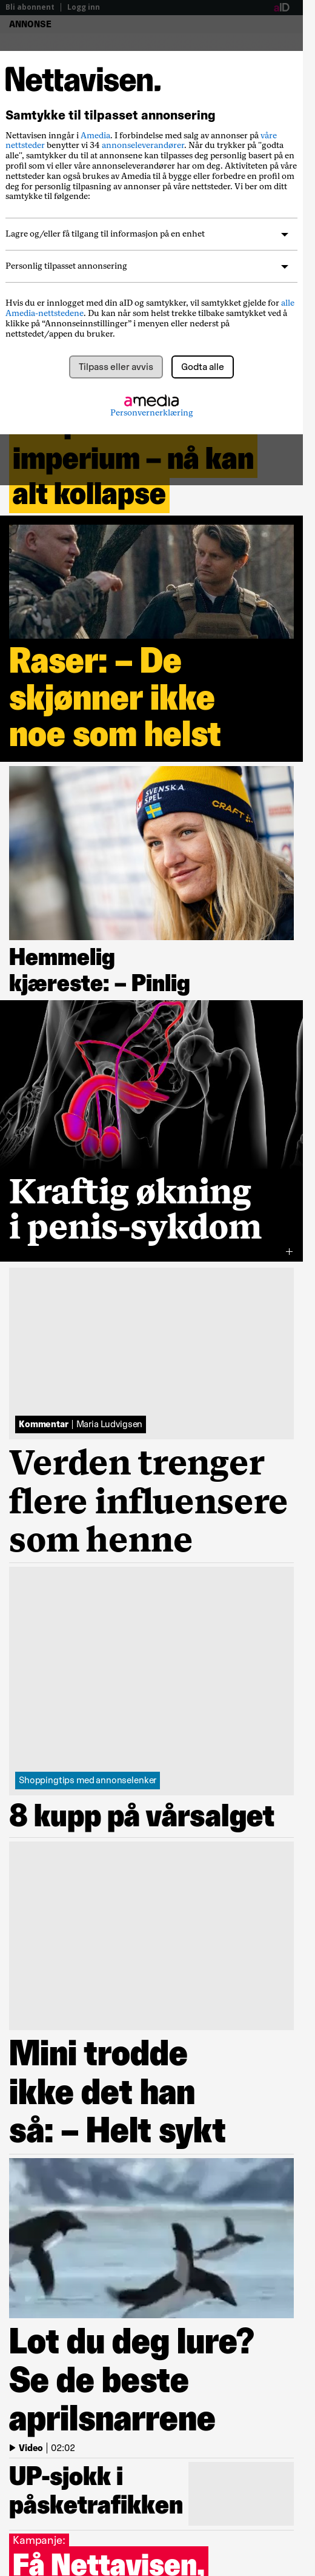 Bli abonnent | Logg inn
aID
ANNONSE
Nettavisen.
Samtykke til tilpasset annonsering
Nettavisen inngår i Amedia. I forbindelse med salg av annonser på våre
nettsteder benytter vi 34 annonseleverandører. Når du trykker på "godta
alle", samtykker du til at annonsene kan tilpasses deg personlig basert på en
profil som vi eller våre annonseleverandører har om deg. Aktiviteten på våre
nettsteder kan også brukes av Amedia til å bygge eller forbedre en profil om
deg for personlig tilpasning av annonser på våre nettsteder. Vi ber om ditt
samtykke til følgende:
Lagre og/eller få tilgang til informasjon på en enhet
Personlig tilpasset annonsering
Hvis du er innlogget med din aID og samtykker, vil samtykket gjelde for alle
Amedia-nettstedene. Du kan når som helst trekke tilbake samtykket ved å
klikke på “Annonseinnstillinger” i menyen eller nederst på
nettstedet/appen du bruker.
Tilpass eller avvis
Godta alle
amedia
Personvernerklæring
imperium – nå kan
alt kollapse
Raser: – De
skjønner ikke
noe som helst
SVENSKA
SPEL
CRAFT
Hemmelig
kjæreste: – Pinlig
Kraftig økning
i penis-sykdom
Kommentar | Maria Ludvigsen
Verden trenger
flere influensere
som henne
Shoppingtips med annonselenker
8 kupp på vårsalget
Mini trodde
ikke det han
så: – Helt sykt
Lot du deg lure?
Se de beste
aprilsnarrene
Video | 02:02
UP-sjokk i
påsketrafikken
Kampanje:
Få Nettavisen,